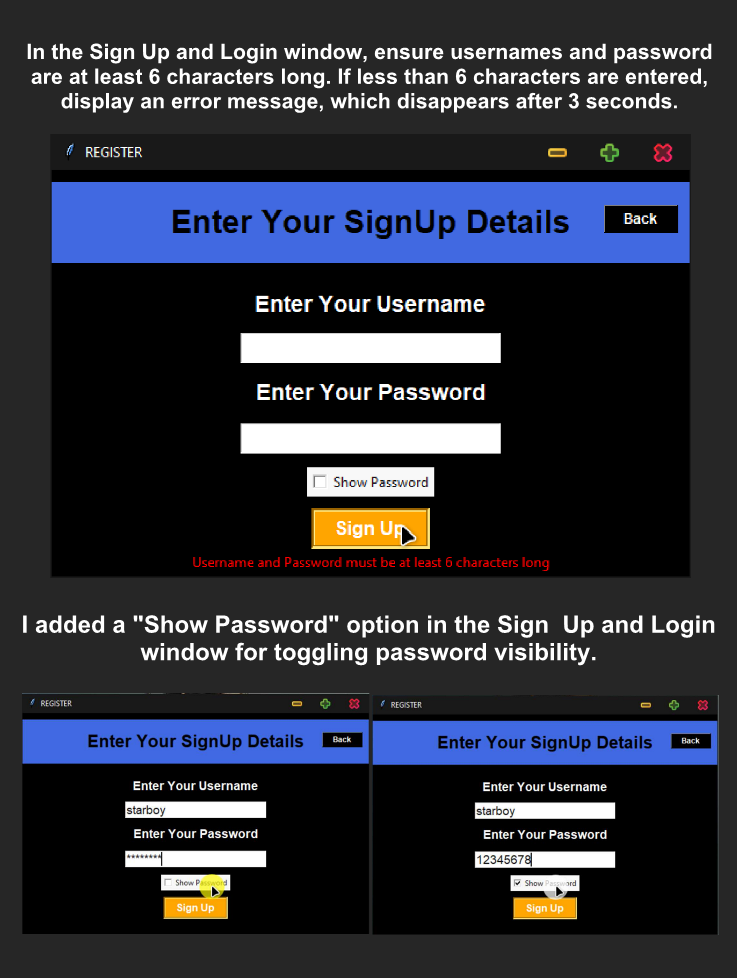 In the Sign Up and Login window, ensure usernames and password
are at least 6 characters long. If less than 6 characters are entered,
display an error message, which disappears after 3 seconds.
REGISTER
Enter Your SignUp Details
Back
Enter Your Username
Enter Your Password
Show Password
Sign Up
Username and Password must be at least 6 characters long
I added a "Show Password" option in the Sign Up and Login
window for toggling password visibility.
REGISTER
Enter Your SignUp Details
Back
Enter Your Username
starboy
Enter Your Password
********
Show Password
Sign Up
REGISTER
Enter Your SignUp Details
Back
Enter Your Username
starboy
Enter Your Password
12345678
Show Password
Sign Up